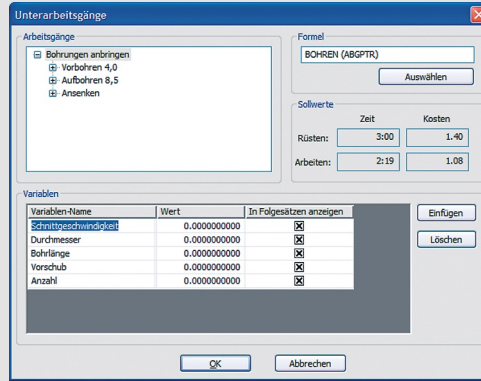 Unterarbeitsgänge
Arbeitsgänge
Bohrungen anbringen
Vorbohren 4,0
Aufbohren 8,5
Ansenken
Formel
BOHREN (ABGPTR)
Auswählen
Sollwerte
Zeit Kosten
Rüsten: 3:00 1.40
Arbeiten: 2:19 1.08
Variablen
Variablen-Name Wert In Folgesätzen anzeigen
Schnittgeschwindigkeit 0.0000000000
Durchmesser 0.0000000000
Bohrlänge 0.0000000000
Vorschub 0.0000000000
Anzahl 0.0000000000
Einfügen
Löschen
OK Abbrechen